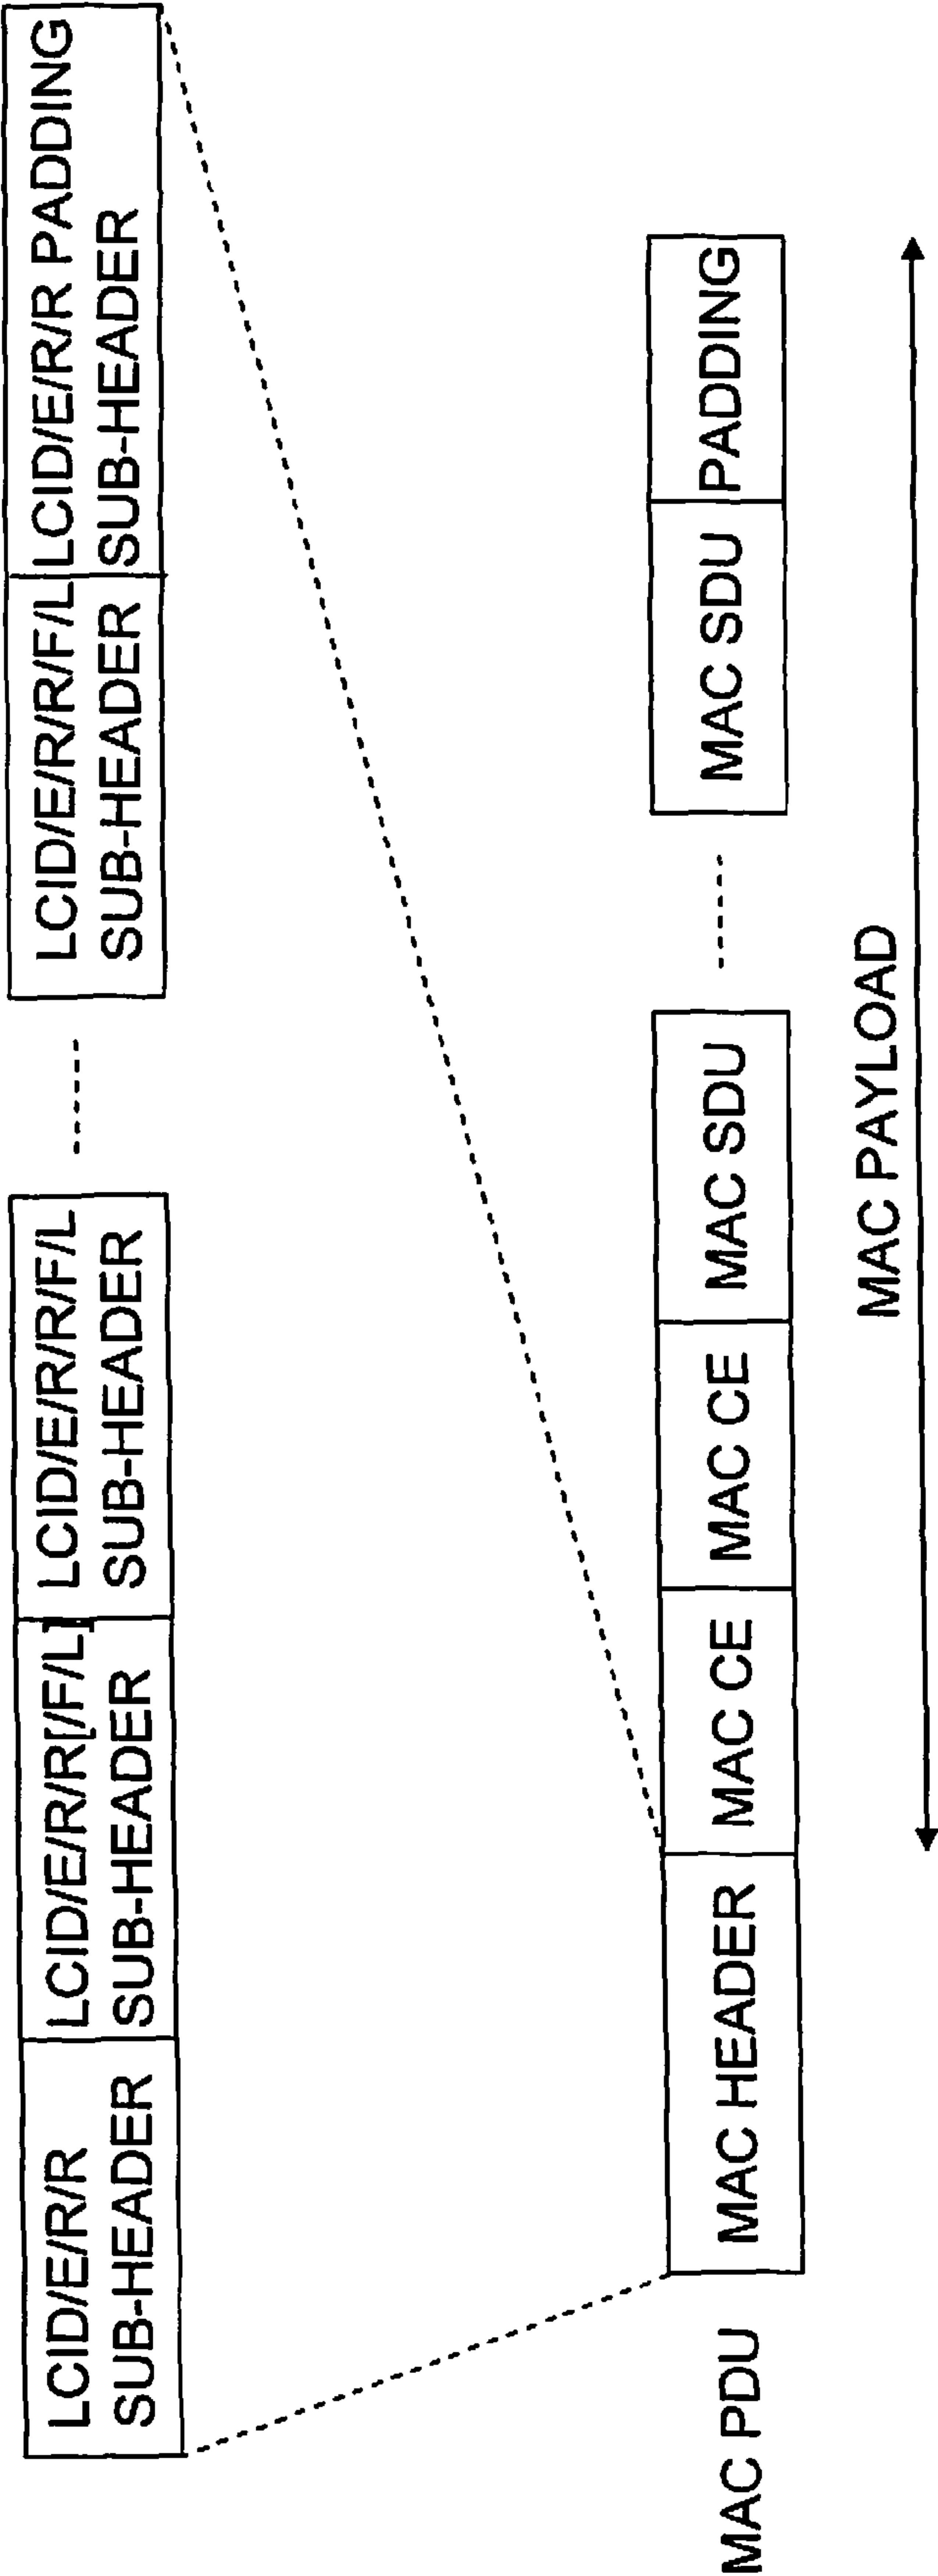 LCID/E/R/R
SUB-HEADER
LCID/E/R/R[/F/L]
SUB-HEADER
LCID/E/R/R/F/L
SUB-HEADER
LCID/E/R/R/F/L
SUB-HEADER
LCID/E/R/R PADDING
SUB-HEADER
MAC PDU
MAC HEADER
MAC CE
MAC CE
MAC SDU
MAC SDU
PADDING
MAC PAYLOAD